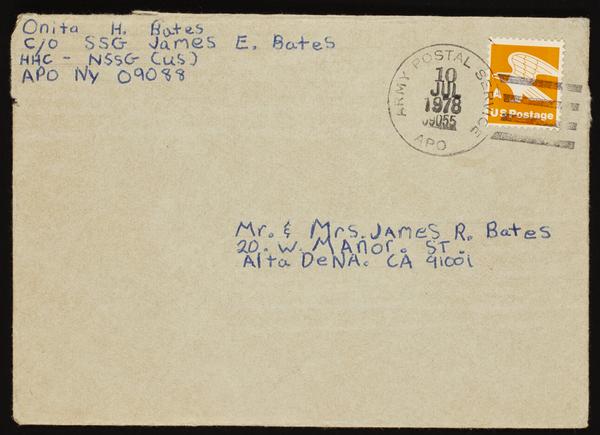 Onita H. Bates
C/O SSG James E. Bates
HHC - NSSG (US)
APO NY 09088
ARMY POSTAL SERVICE
10
JUL
1978
09055
APO
A
US Postage
Mr. & Mrs. JAMES R. Bates
20. W. MANOR. ST.
Alta DeNA. CA 91001